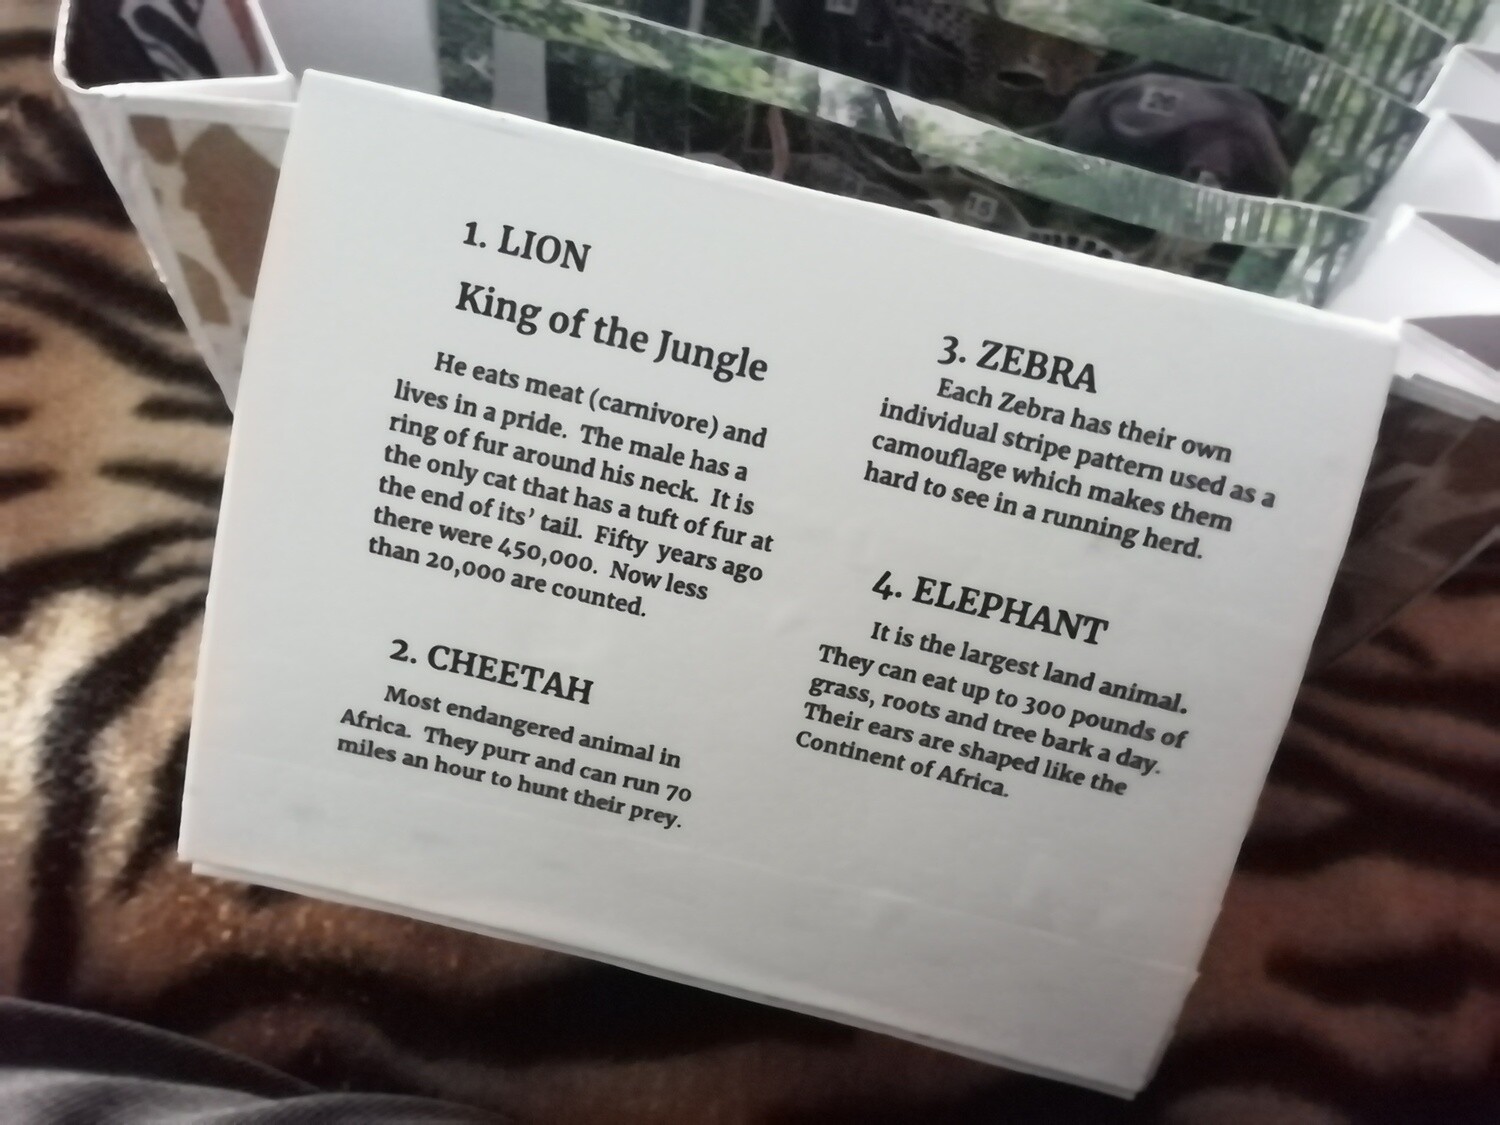 1. LION
King of the Jungle
He eats meat (carnivore) and
lives in a pride. The male has a
ring of fur around his neck. It is
the only cat that has a tuft of fur at
the end of its' tail. Fifty years ago
there were 450,000. Now less
than 20,000 are counted.
2. CHEETAH
Most endangered animal in
Africa. They purr and can run 70
miles an hour to hunt their prey.
3. ZEBRA
Each Zebra has their own
individual stripe pattern used as a
camouflage which makes them
hard to see in a running herd.
4. ELEPHANT
It is the largest land animal.
They can eat up to 300 pounds of
grass, roots and tree bark a day.
Their ears are shaped like the
Continent of Africa.